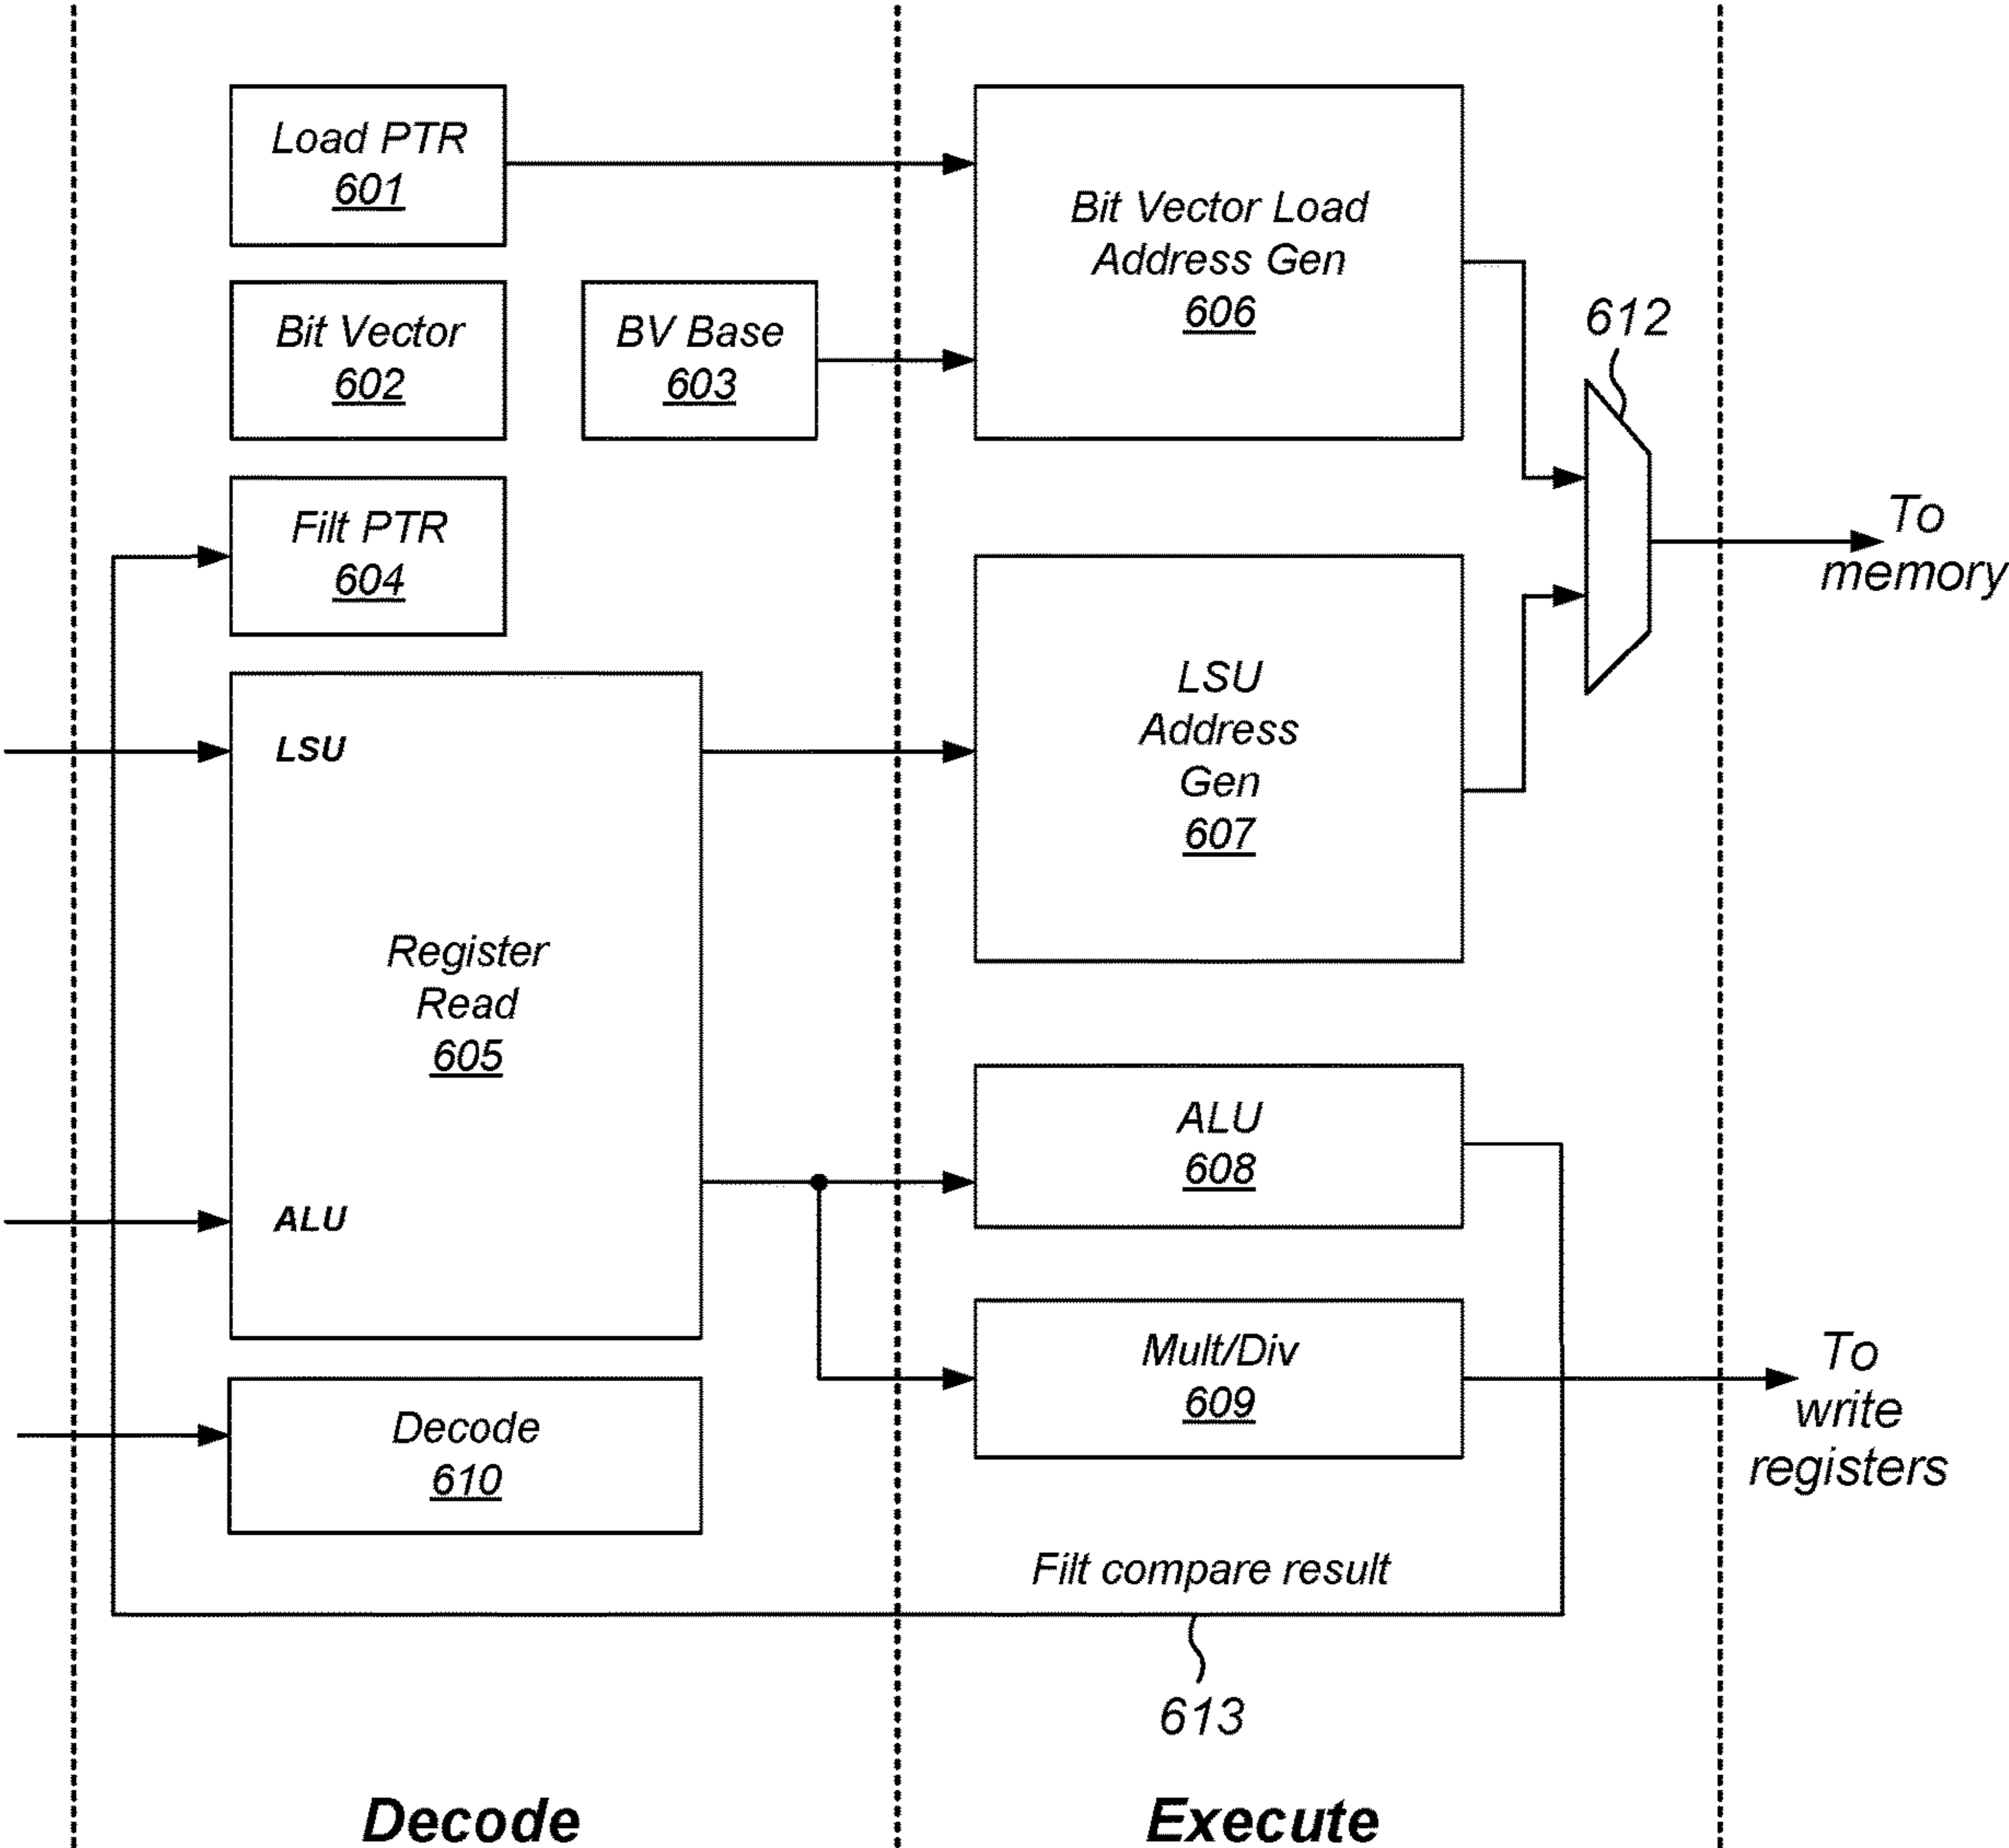 Load PTR
601
Bit Vector
602
BV Base
603
Filt PTR
604
LSU
Register
Read
605
ALU
Decode
610
Bit Vector Load
Address Gen
606
LSU
Address
Gen
607
ALU
608
Mult/Div
609
612
To
memory
To
write
registers
Filt compare result
613
Decode
Execute